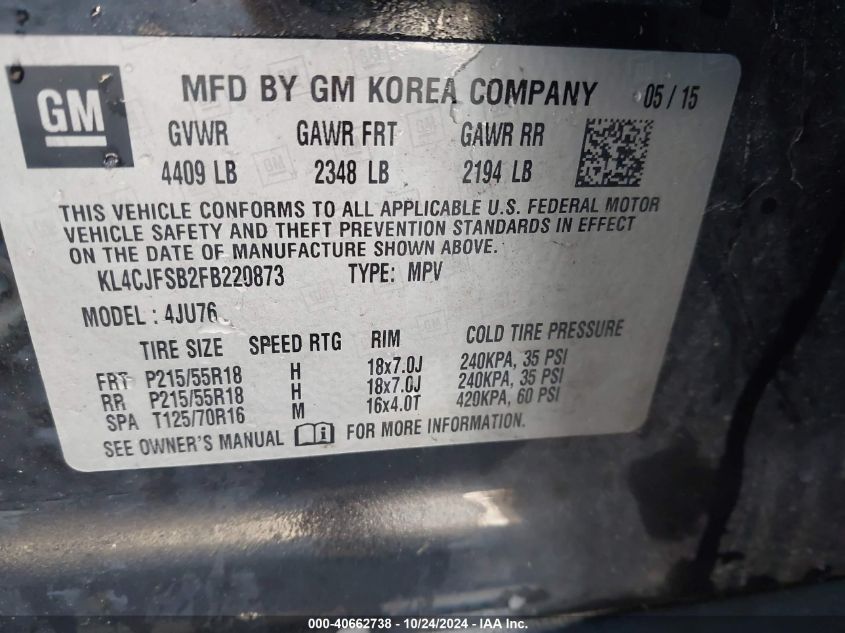 GM
MFD BY GM KOREA COMPANY 05 / 15
GVWR GAWR FRT GAWR RR
4409 LB 2348 LB 2194 LB
THIS VEHICLE CONFORMS TO ALL APPLICABLE U.S. FEDERAL MOTOR
VEHICLE SAFETY AND THEFT PREVENTION STANDARDS IN EFFECT
ON THE DATE OF MANUFACTURE SHOWN ABOVE.
KL4CJFSB2FB220873 TYPE: MPV
MODEL : 4JU76
TIRE SIZE SPEED RTG RIM COLD TIRE PRESSURE
FRT P215/55R18 H 18x7.0J 240KPA, 35 PSI
RR P215/55R18 H 18x7.0J 240KPA, 35 PSI
SPA T125/70R16 M 16x4.0T 420KPA, 60 PSI
SEE OWNER'S MANUAL i FOR MORE INFORMATION.
000-40662738 - 10/24/2024 - IAA Inc.